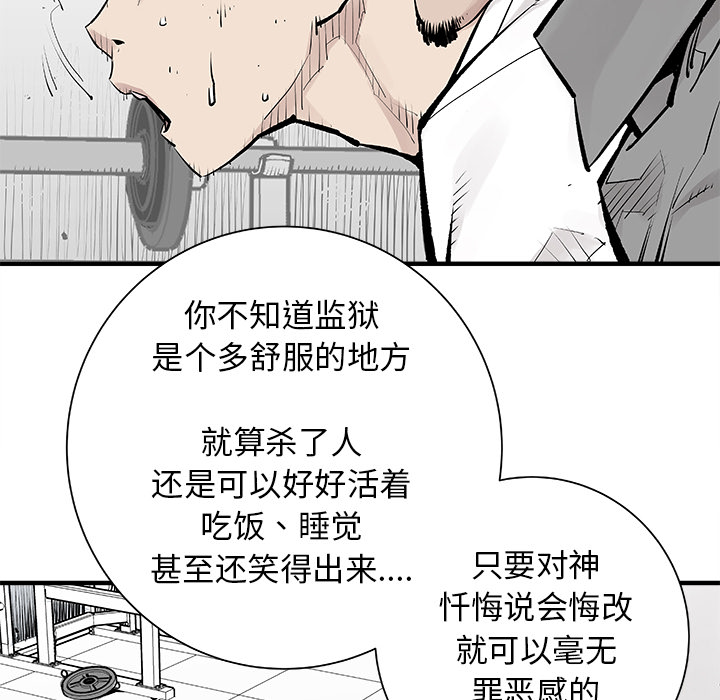 你不知道监狱
是个多舒服的地方
就算杀了人
还是可以好好活着
吃饭、睡觉
甚至还笑得出来....
只要对神
忏悔说会悔改
就可以毫无
罪恶感的